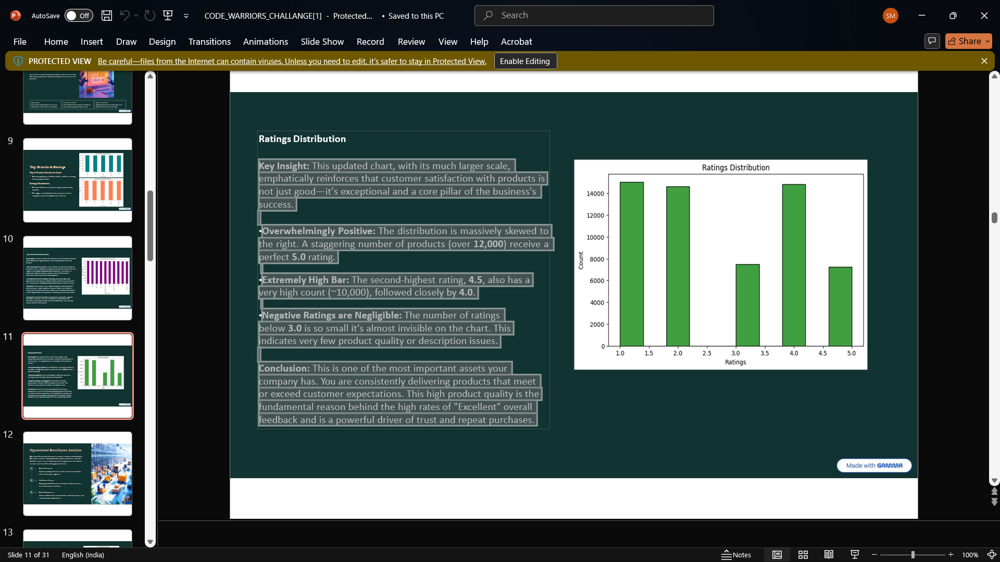 AutoSave Off CODE_WARRIORS_CHALLANGE[1] - Protected... • Saved to this PC Search SM
File Home Insert Draw Design Transitions Animations Slide Show Record Review View Help Acrobat Share
PROTECTED VIEW Be careful—files from the Internet can contain viruses. Unless you need to edit, it's safer to stay in Protected View. Enable Editing
9
Top Brands & Ratings
10
11
12
Operational Excellence Analysis
13
Ratings Distribution
Key Insight: This updated chart, with its much larger scale,
emphatically reinforces that customer satisfaction with products is
not just good—it's exceptional and a core pillar of the business's
success.
•Overwhelmingly Positive: The distribution is massively skewed to
the right. A staggering number of products (over 12,000) receive a
perfect 5.0 rating.
•Extremely High Bar: The second-highest rating, 4.5, also has a
very high count (~10,000), followed closely by 4.0.
•Negative Ratings are Negligible: The number of ratings
below 3.0 is so small it's almost invisible on the chart. This
indicates very few product quality or description issues.
Conclusion: This is one of the most important assets your
company has. You are consistently delivering products that meet
or exceed customer expectations. This high product quality is the
fundamental reason behind the high rates of "Excellent" overall
feedback and is a powerful driver of trust and repeat purchases.
Ratings Distribution
Count
14000
12000
10000
8000
6000
4000
2000
0
1.0 1.5 2.0 2.5 3.0 3.5 4.0 4.5 5.0
Ratings
Made with GAMMA
Slide 11 of 31 English (India) Notes 100%